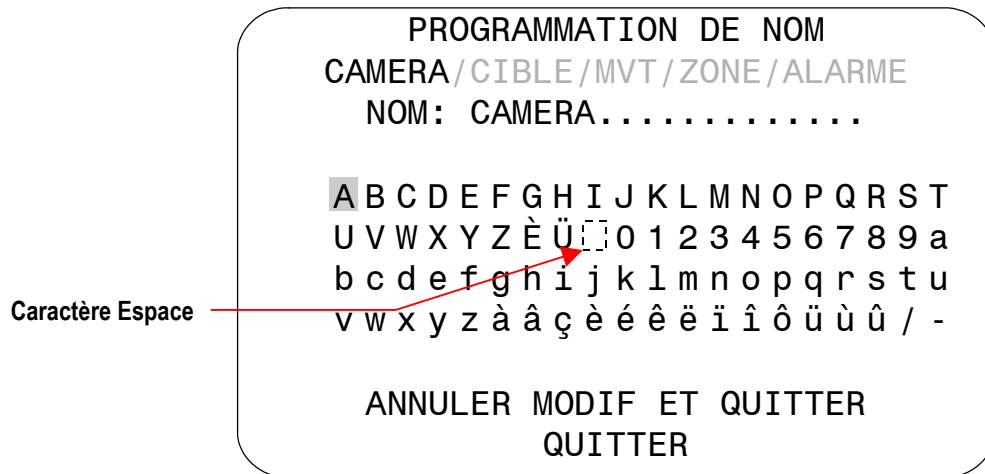 PROGRAMMATION DE NOM
CAMERA/CIBLE/MVT/ZONE/ALARME
NOM: CAMERA.............
A B C D E F G H I J K L M N O P Q R S T
U V W X Y Z È Ü 0 1 2 3 4 5 6 7 8 9 a
b c d e f g h i j k l m n o p q r s t u
v w x y z à â ç è é ê ë ï î ô ü ù û / -
Caractère Espace
ANNULER MODIF ET QUITTER
QUITTER